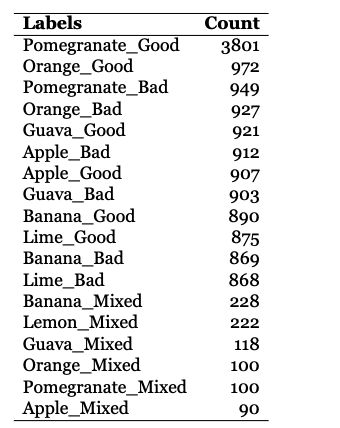 Labels Count
Pomegranate_Good 3801
Orange_Good 972
Pomegranate_Bad 949
Orange_Bad 927
Guava_Good 921
Apple_Bad 912
Apple_Good 907
Guava_Bad 903
Banana_Good 890
Lime_Good 875
Banana_Bad 869
Lime_Bad 868
Banana_Mixed 228
Lemon_Mixed 222
Guava_Mixed 118
Orange_Mixed 100
Pomegranate_Mixed 100
Apple_Mixed 90